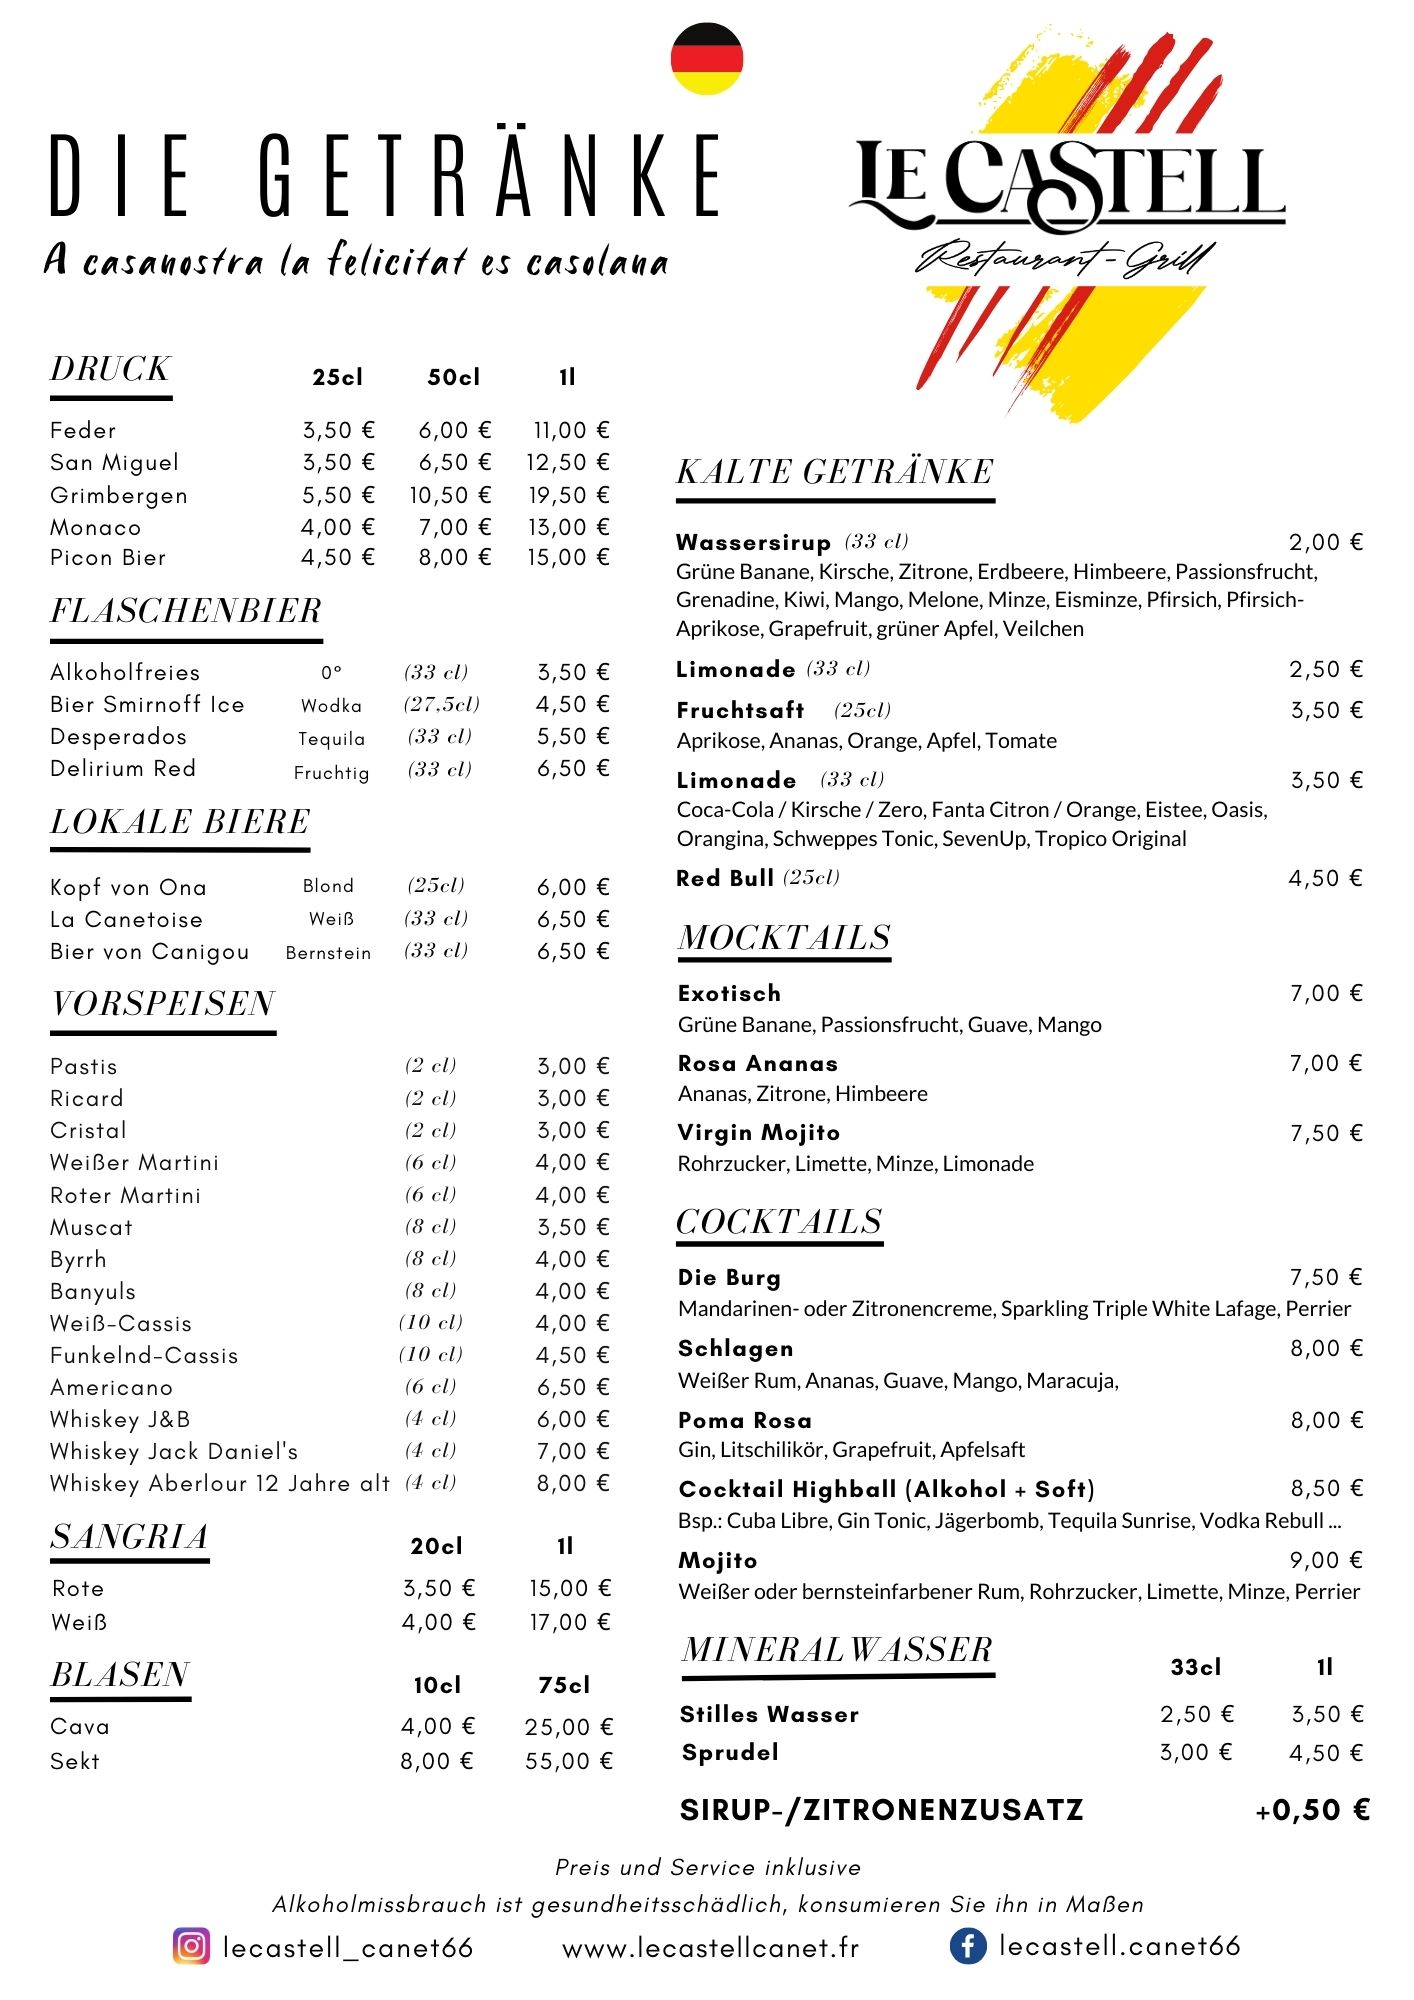 DIE GETRÄNKE
A casanostra la felicitat es casolana
LE CASTELL
Restaurant - Grill
DRUCK 25cl 50cl 1l
Feder 3,50 € 6,00 € 11,00 €
San Miguel 3,50 € 6,50 € 12,50 €
Grimbergen 5,50 € 10,50 € 19,50 €
Monaco 4,00 € 7,00 € 13,00 €
Picon Bier 4,50 € 8,00 € 15,00 €
FLASCHENBIER
Alkoholfreies 0° (33 cl) 3,50 €
Bier Smirnoff Ice Wodka (27,5cl) 4,50 €
Desperados Tequila (33 cl) 5,50 €
Delirium Red Fruchtig (33 cl) 6,50 €
LOKALE BIERE
Kopf von Ona Blond (25cl) 6,00 €
La Canetoise Weiß (33 cl) 6,50 €
Bier von Canigou Bernstein (33 cl) 6,50 €
VORSPEISEN
Pastis (2 cl) 3,00 €
Ricard (2 cl) 3,00 €
Cristal (2 cl) 3,00 €
Weißer Martini (6 cl) 4,00 €
Roter Martini (6 cl) 4,00 €
Muscat (8 cl) 3,50 €
Byrrh (8 cl) 4,00 €
Banyuls (8 cl) 4,00 €
Weiß-Cassis (10 cl) 4,00 €
Funkelnd-Cassis (10 cl) 4,50 €
Americano (6 cl) 6,50 €
Whiskey J&B (4 cl) 6,00 €
Whiskey Jack Daniel's (4 cl) 7,00 €
Whiskey Aberlour 12 Jahre alt (4 cl) 8,00 €
SANGRIA 20cl 1l
Rote 3,50 € 15,00 €
Weiß 4,00 € 17,00 €
BLASEN 10cl 75cl
Cava 4,00 € 25,00 €
Sekt 8,00 € 55,00 €
KALTE GETRÄNKE
Wassersirup (33 cl) 2,00 €
Grüne Banane, Kirsche, Zitrone, Erdbeere, Himbeere, Passionsfrucht,
Grenadine, Kiwi, Mango, Melone, Minze, Eisminze, Pfirsich, Pfirsich-
Aprikose, Grapefruit, grüner Apfel, Veilchen
Limonade (33 cl) 2,50 €
Fruchtsaft (25cl) 3,50 €
Aprikose, Ananas, Orange, Apfel, Tomate
Limonade (33 cl) 3,50 €
Coca-Cola / Kirsche / Zero, Fanta Citron / Orange, Eistee, Oasis,
Orangina, Schweppes Tonic, SevenUp, Tropico Original
Red Bull (25cl) 4,50 €
MOCKTAILS
Exotisch 7,00 €
Grüne Banane, Passionsfrucht, Guave, Mango
Rosa Ananas 7,00 €
Ananas, Zitrone, Himbeere
Virgin Mojito 7,50 €
Rohrzucker, Limette, Minze, Limonade
COCKTAILS
Die Burg 7,50 €
Mandarinen- oder Zitronencreme, Sparkling Triple White Lafage, Perrier
Schlagen 8,00 €
Weißer Rum, Ananas, Guave, Mango, Maracuja,
Poma Rosa 8,00 €
Gin, Litschilikör, Grapefruit, Apfelsaft
Cocktail Highball (Alkohol + Soft) 8,50 €
Bsp.: Cuba Libre, Gin Tonic, Jägerbomb, Tequila Sunrise, Vodka Rebull ...
Mojito 9,00 €
Weißer oder bernsteinfarbener Rum, Rohrzucker, Limette, Minze, Perrier
MINERALWASSER 33cl 1l
Stilles Wasser 2,50 € 3,50 €
Sprudel 3,00 € 4,50 €
SIRUP-/ZITRONENZUSATZ +0,50 €
Preis und Service inklusive
Alkoholmissbrauch ist gesundheitsschädlich, konsumieren Sie ihn in Maßen
lecastell_canet66 www.lecastellcanet.fr lecastell.canet66